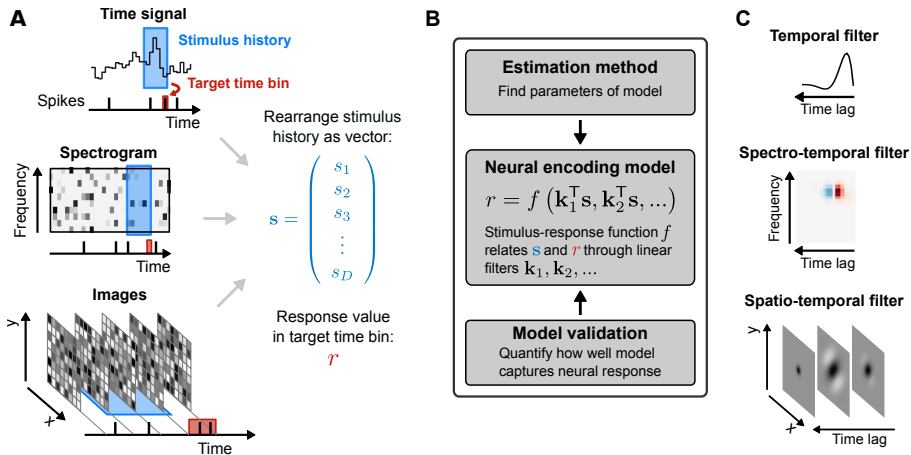 A
Time signal
Stimulus history
Target time bin
Spikes
Time
Spectrogram
Frequency
Time
Images
y
x
Time
Rearrange stimulus
history as vector:
s = ( s₁
s₂
s₃
⋮
s_D )
Response value
in target time bin:
r
B
Estimation method
Find parameters of model
Neural encoding model
r = f (k₁ᵀs, k₂ᵀs, ...)
Stimulus-response function f
relates s and r through linear
filters k₁, k₂, ...
Model validation
Quantify how well model
captures neural response
C
Temporal filter
Time lag
Spectro-temporal filter
Frequency
Time lag
Spatio-temporal filter
y
x
Time lag